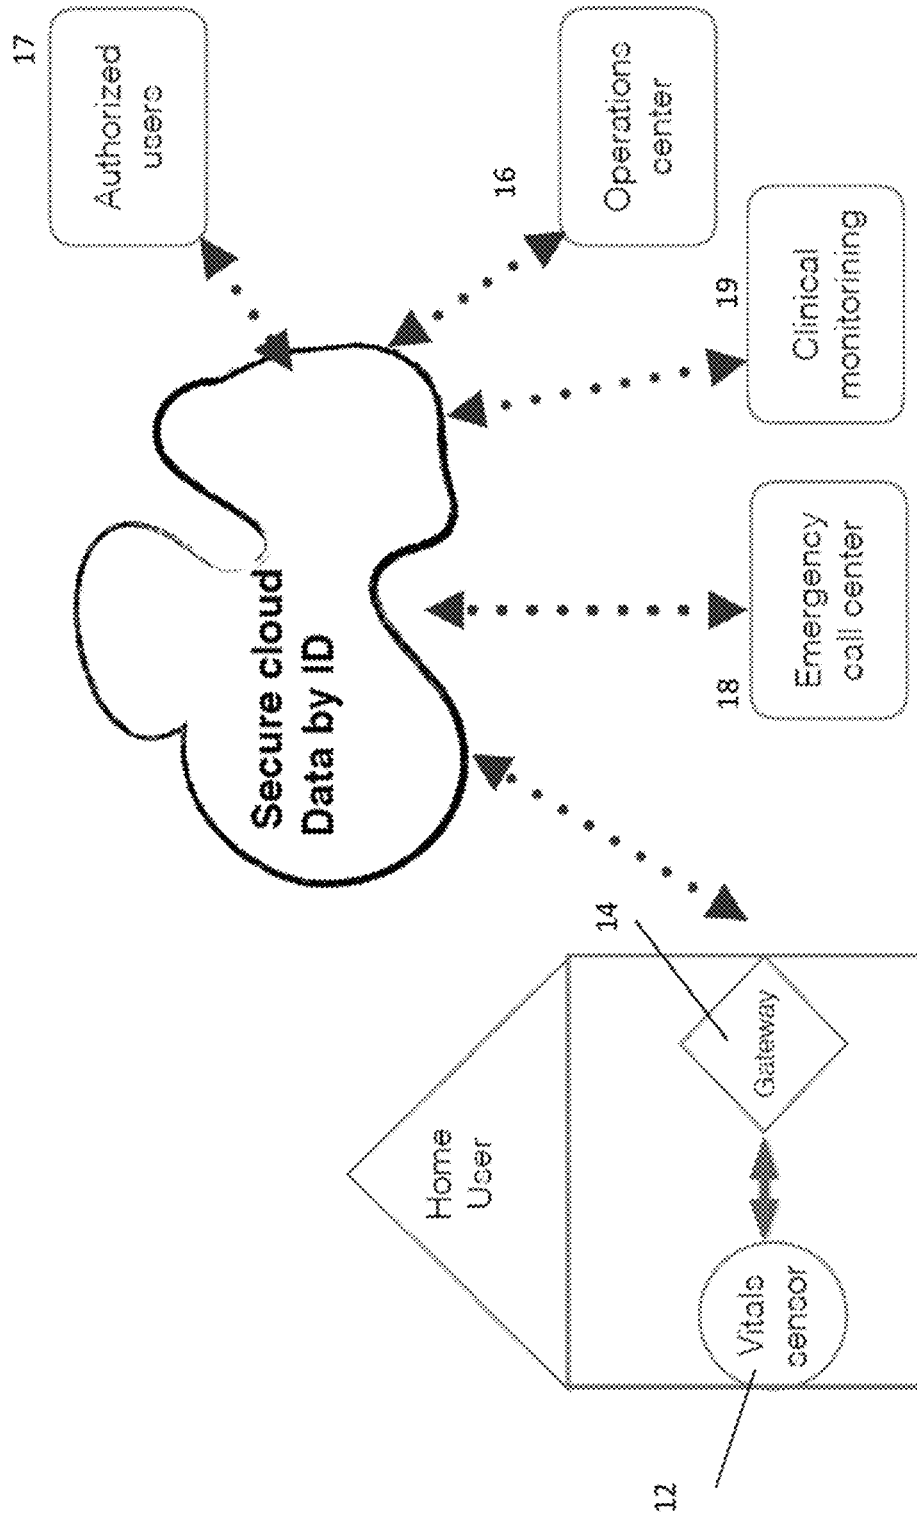 17
Authorized
users
16
Operations
center
Secure cloud
Data by ID
19
Clinical
monitorining
18
Emergency
call center
14
Home
User
Gateway
Vitals
sensor
12